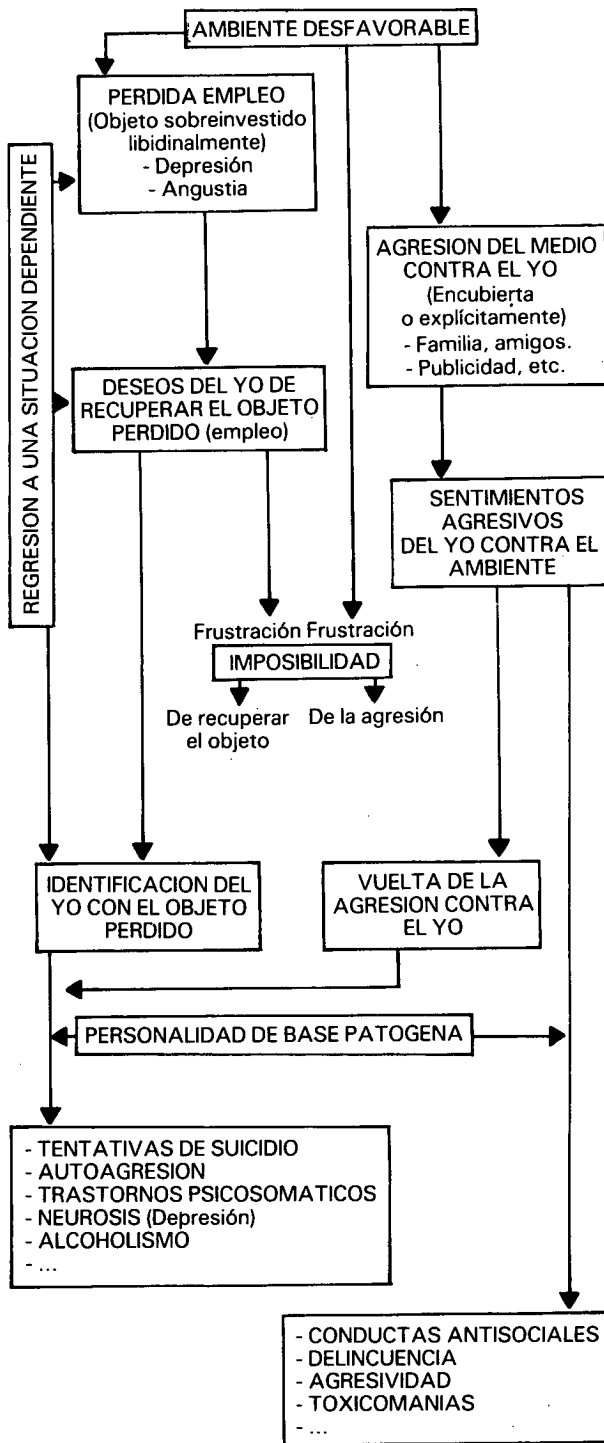 AMBIENTE DESFAVORABLE
PERDIDA EMPLEO
(Objeto sobreinvestido
libidinalmente)
- Depresión
- Angustia
REGRESION A UNA SITUACION DEPENDIENTE
AGRESION DEL MEDIO
CONTRA EL YO
(Encubierta
o explícitamente)
- Familia, amigos.
- Publicidad, etc.
DESEOS DEL YO DE
RECUPERAR EL OBJETO
PERDIDO (empleo)
SENTIMIENTOS
AGRESIVOS
DEL YO CONTRA EL
AMBIENTE
Frustración Frustración
IMPOSIBILIDAD
De recuperar
el objeto
De la agresión
IDENTIFICACION DEL
YO CON EL OBJETO
PERDIDO
VUELTA DE LA
AGRESION CONTRA
EL YO
PERSONALIDAD DE BASE PATOGENA
- TENTATIVAS DE SUICIDIO
- AUTOAGRESION
- TRASTORNOS PSICOSOMATICOS
- NEUROSIS (Depresión)
- ALCOHOLISMO
- ...
- CONDUCTAS ANTISOCIALES
- DELINCUENCIA
- AGRESIVIDAD
- TOXICOMANIAS
- ...